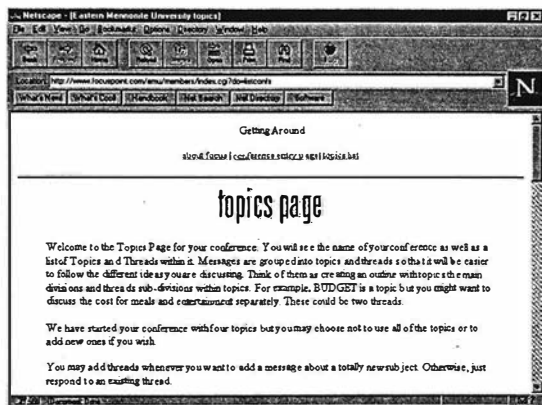 Netscape - [Eastern Mennonite University topics]
File Edit View Go Bookmarks Options Directory Window Help
Back Home Reload Open Print Find
Location: http://www.focuspoint.com/emu/members/index.cgi?do=listconfs
What's New! What's Cool! Handbook Net Search Net Directory Software
N
Getting Around
about focus | conference entry page | topics list
topics page
Welcome to the Topics Page for your conference. You will see the name of your conference as well as a
list of Topics and Threads within it. Messages are grouped into topics and threads so that it will be easier
to follow the different ideas you are discussing. Think of them as creating an outline with topics the main
divisions and threads sub-divisions within topics. For example, BUDGET is a topic but you might want to
discuss the cost for meals and entertainment separately. These could be two threads.
We have started your conference with four topics but you may choose not to use all of the topics or to
add new ones if you wish.
You may add threads whenever you want to add a message about a totally new subject. Otherwise, just
respond to an existing thread.